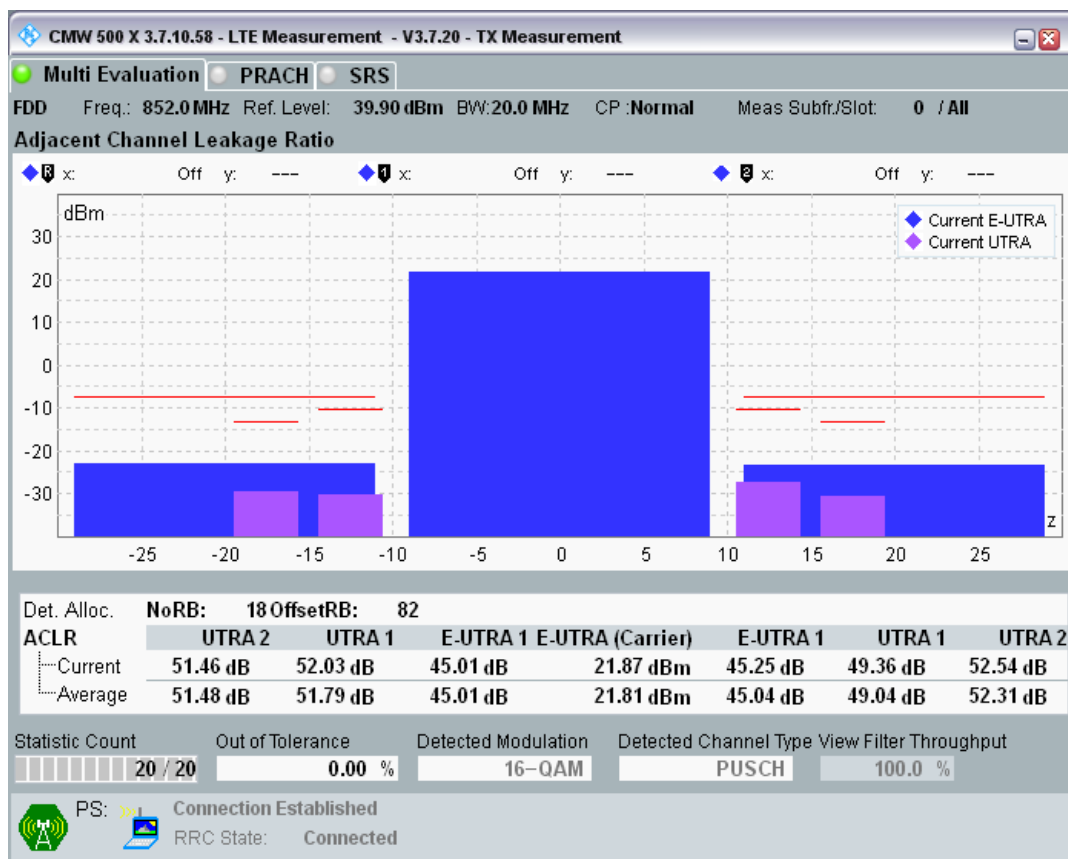 CMW 500 X 3.7.10.58 - LTE Measurement - V3.7.20 - TX Measurement
Multi Evaluation PRACH SRS
FDD Freq.: 852.0 MHz Ref. Level: 39.90 dBm BW:20.0 MHz CP :Normal Meas Subfr./Slot: 0 / All
Adjacent Channel Leakage Ratio
R x: Off y: --- 1 x: Off y: --- 2 x: Off y: ---
dBm
Current E-UTRA
Current UTRA
30
20
10
0
-10
-20
-30
z
-25 -20 -15 -10 -5 0 5 10 15 20 25
Det. Alloc. NoRB: 18 OffsetRB: 82
ACLR UTRA 2 UTRA 1 E-UTRA 1 E-UTRA (Carrier) E-UTRA 1 UTRA 1 UTRA 2
Current 51.46 dB 52.03 dB 45.01 dB 21.87 dBm 45.25 dB 49.36 dB 52.54 dB
Average 51.48 dB 51.79 dB 45.01 dB 21.81 dBm 45.04 dB 49.04 dB 52.31 dB
Statistic Count Out of Tolerance Detected Modulation Detected Channel Type View Filter Throughput
20 / 20 0.00 % 16-QAM PUSCH 100.0 %
PS: Connection Established
RRC State: Connected